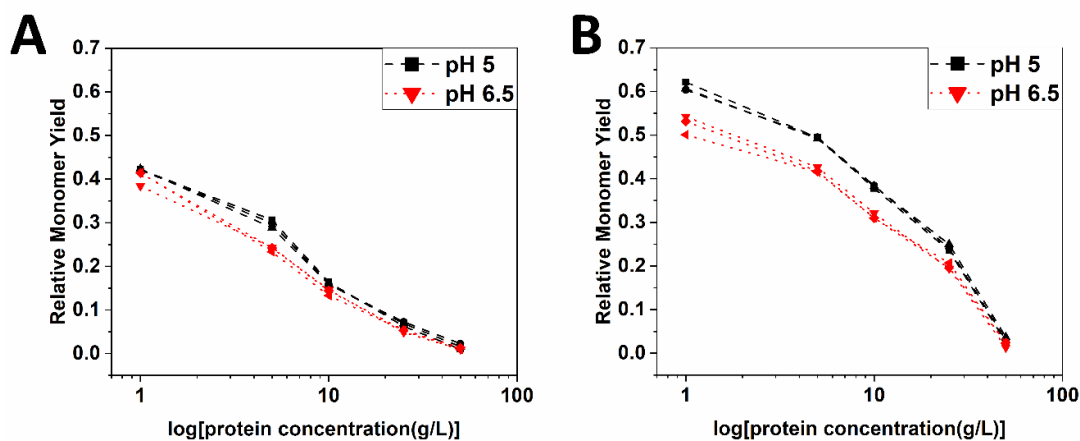 A
0.7
0.6
0.5
0.4
0.3
0.2
0.1
0.0
Relative Monomer Yield
pH 5
pH 6.5
1
10
100
log[protein concentration(g/L)]
B
0.7
0.6
0.5
0.4
0.3
0.2
0.1
0.0
Relative Monomer Yield
pH 5
pH 6.5
1
10
100
log[protein concentration(g/L)]